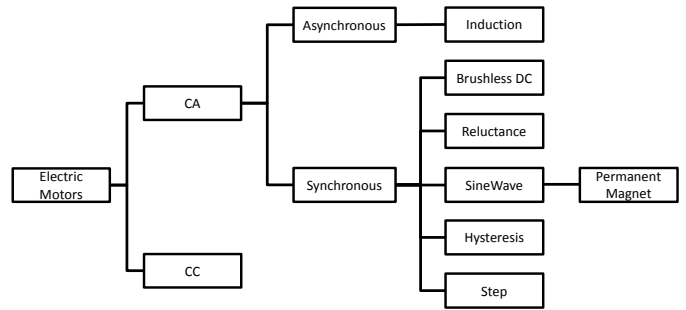 Electric
Motors
CA
CC
Asynchronous
Synchronous
Induction
Brushless DC
Reluctance
SineWave
Hysteresis
Step
Permanent
Magnet